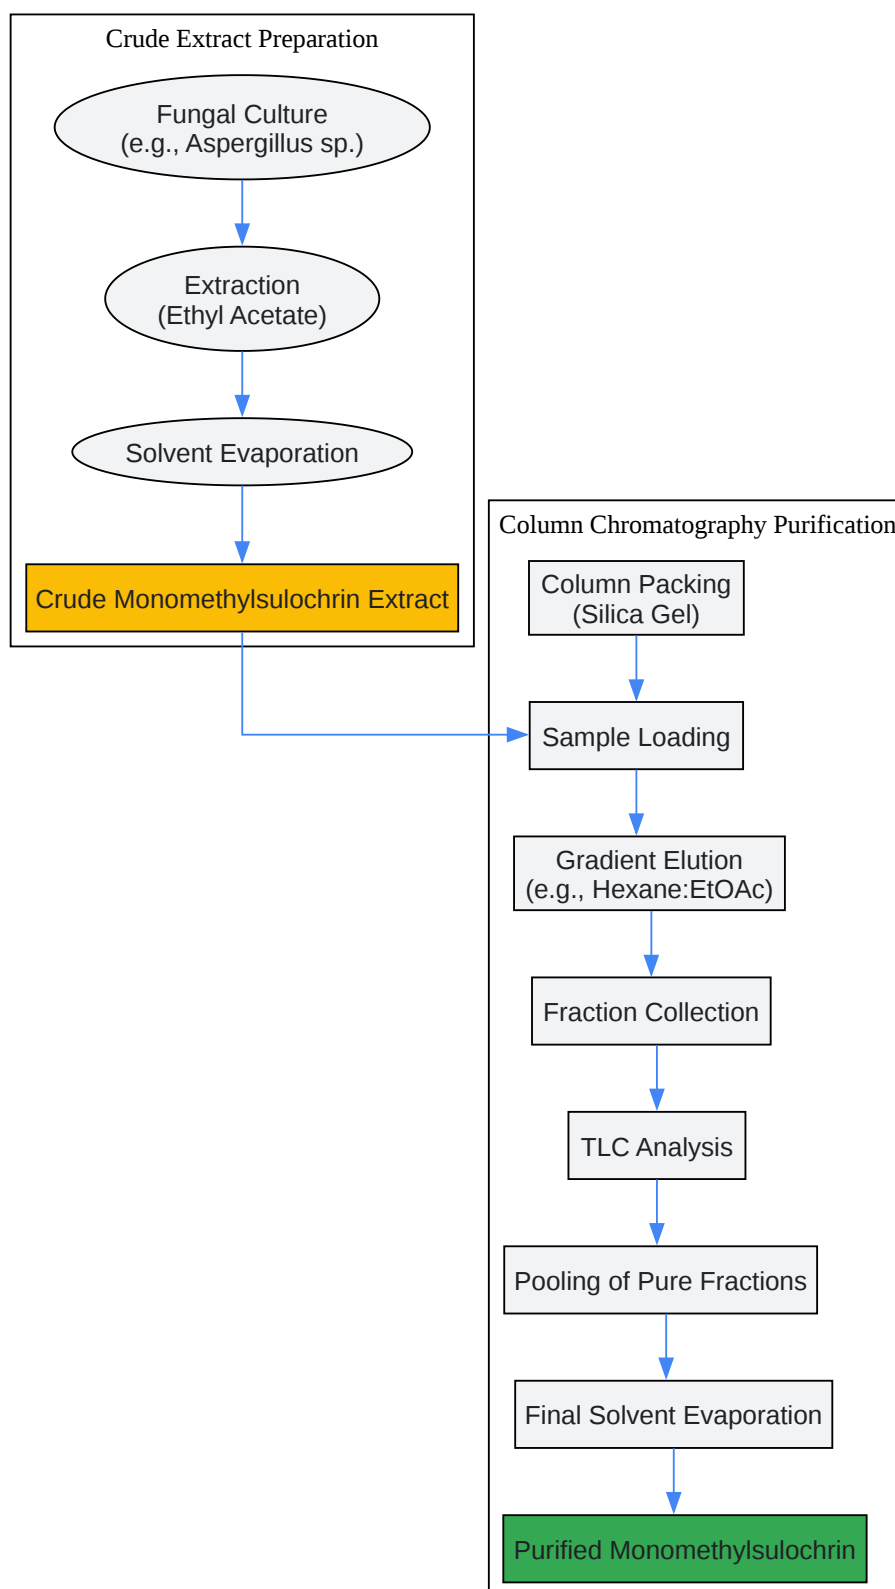 Crude Extract Preparation
Fungal Culture
(e.g., Aspergillus sp.)
Extraction
(Ethyl Acetate)
Solvent Evaporation
Crude Monomethylsulochrin Extract
Column Chromatography Purification
Column Packing
(Silica Gel)
Sample Loading
Gradient Elution
(e.g., Hexane:EtOAc)
Fraction Collection
TLC Analysis
Pooling of Pure Fractions
Final Solvent Evaporation
Purified Monomethylsulochrin